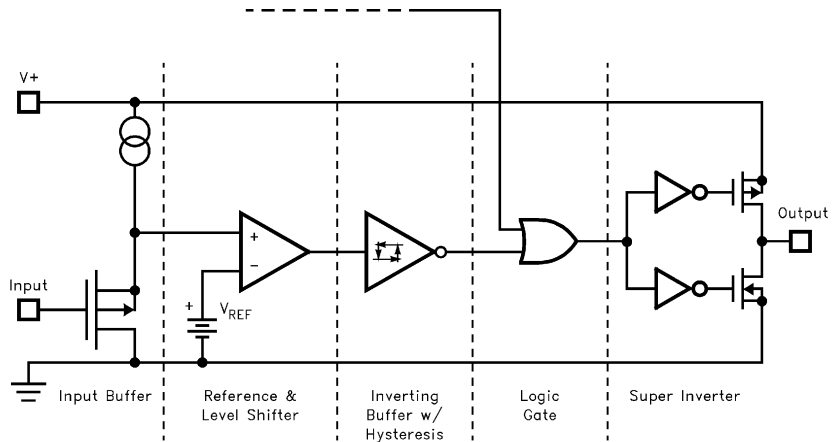 V+
Output
Input
+
−
+
VREF
Input Buffer
Reference &
Level Shifter
Inverting
Buffer w/
Hysteresis
Logic
Gate
Super Inverter